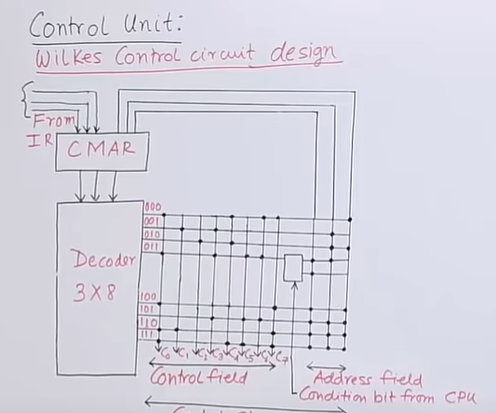 Control Unit:
Wilkes Control circuit design
From
IR
CMAR
000
001
010
011
Decoder
3X8
100
101
110
111
C0 C1 C2 C3 C4 C5 C6 C7
Control field
Address field
Condition bit from CPU